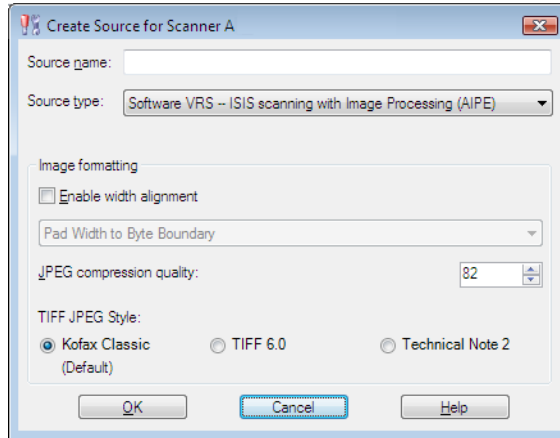 Create Source for Scanner A
Source name:
Source type: Software VRS -- ISIS scanning with Image Processing (AIPE)
Image formatting
Enable width alignment
Pad Width to Byte Boundary
JPEG compression quality: 82
TIFF JPEG Style:
Kofax Classic TIFF 6.0 Technical Note 2
(Default)
OK Cancel Help